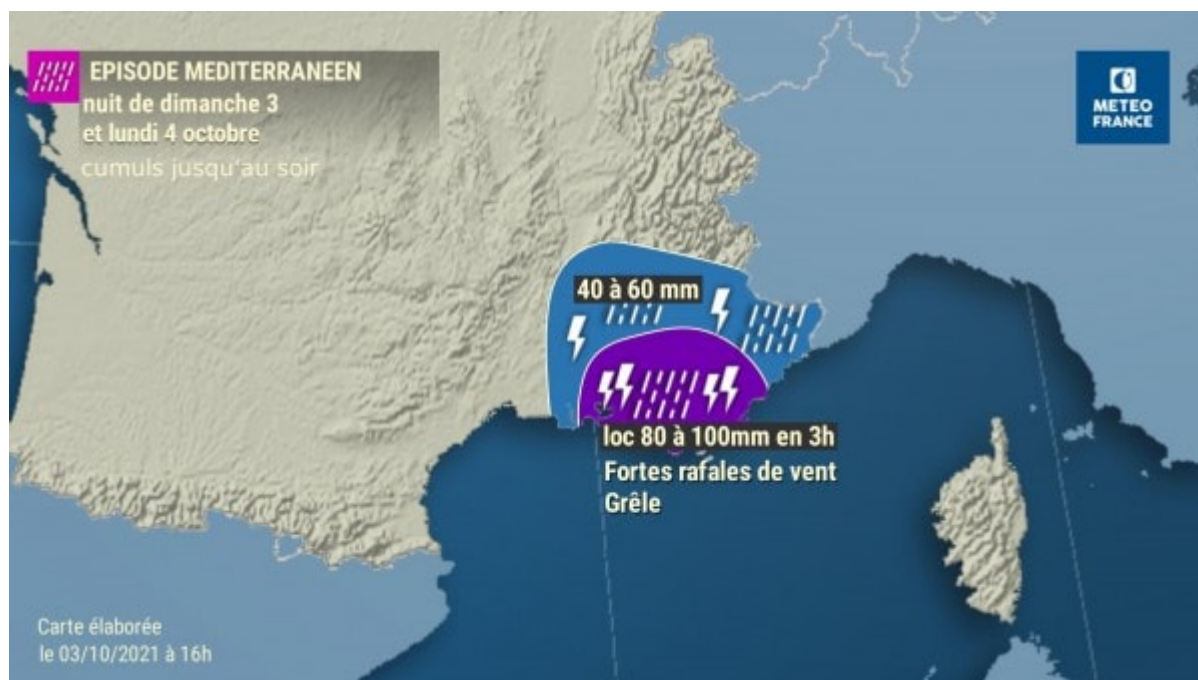 EPISODE MEDITERRANEEN
nuit de dimanche 3
et lundi 4 octobre
cumuls jusqu'au soir
METEO
FRANCE
40 à 60 mm
loc 80 à 100mm en 3h
Fortes rafales de vent
Grêle
Carte élaborée
le 03/10/2021 à 16h